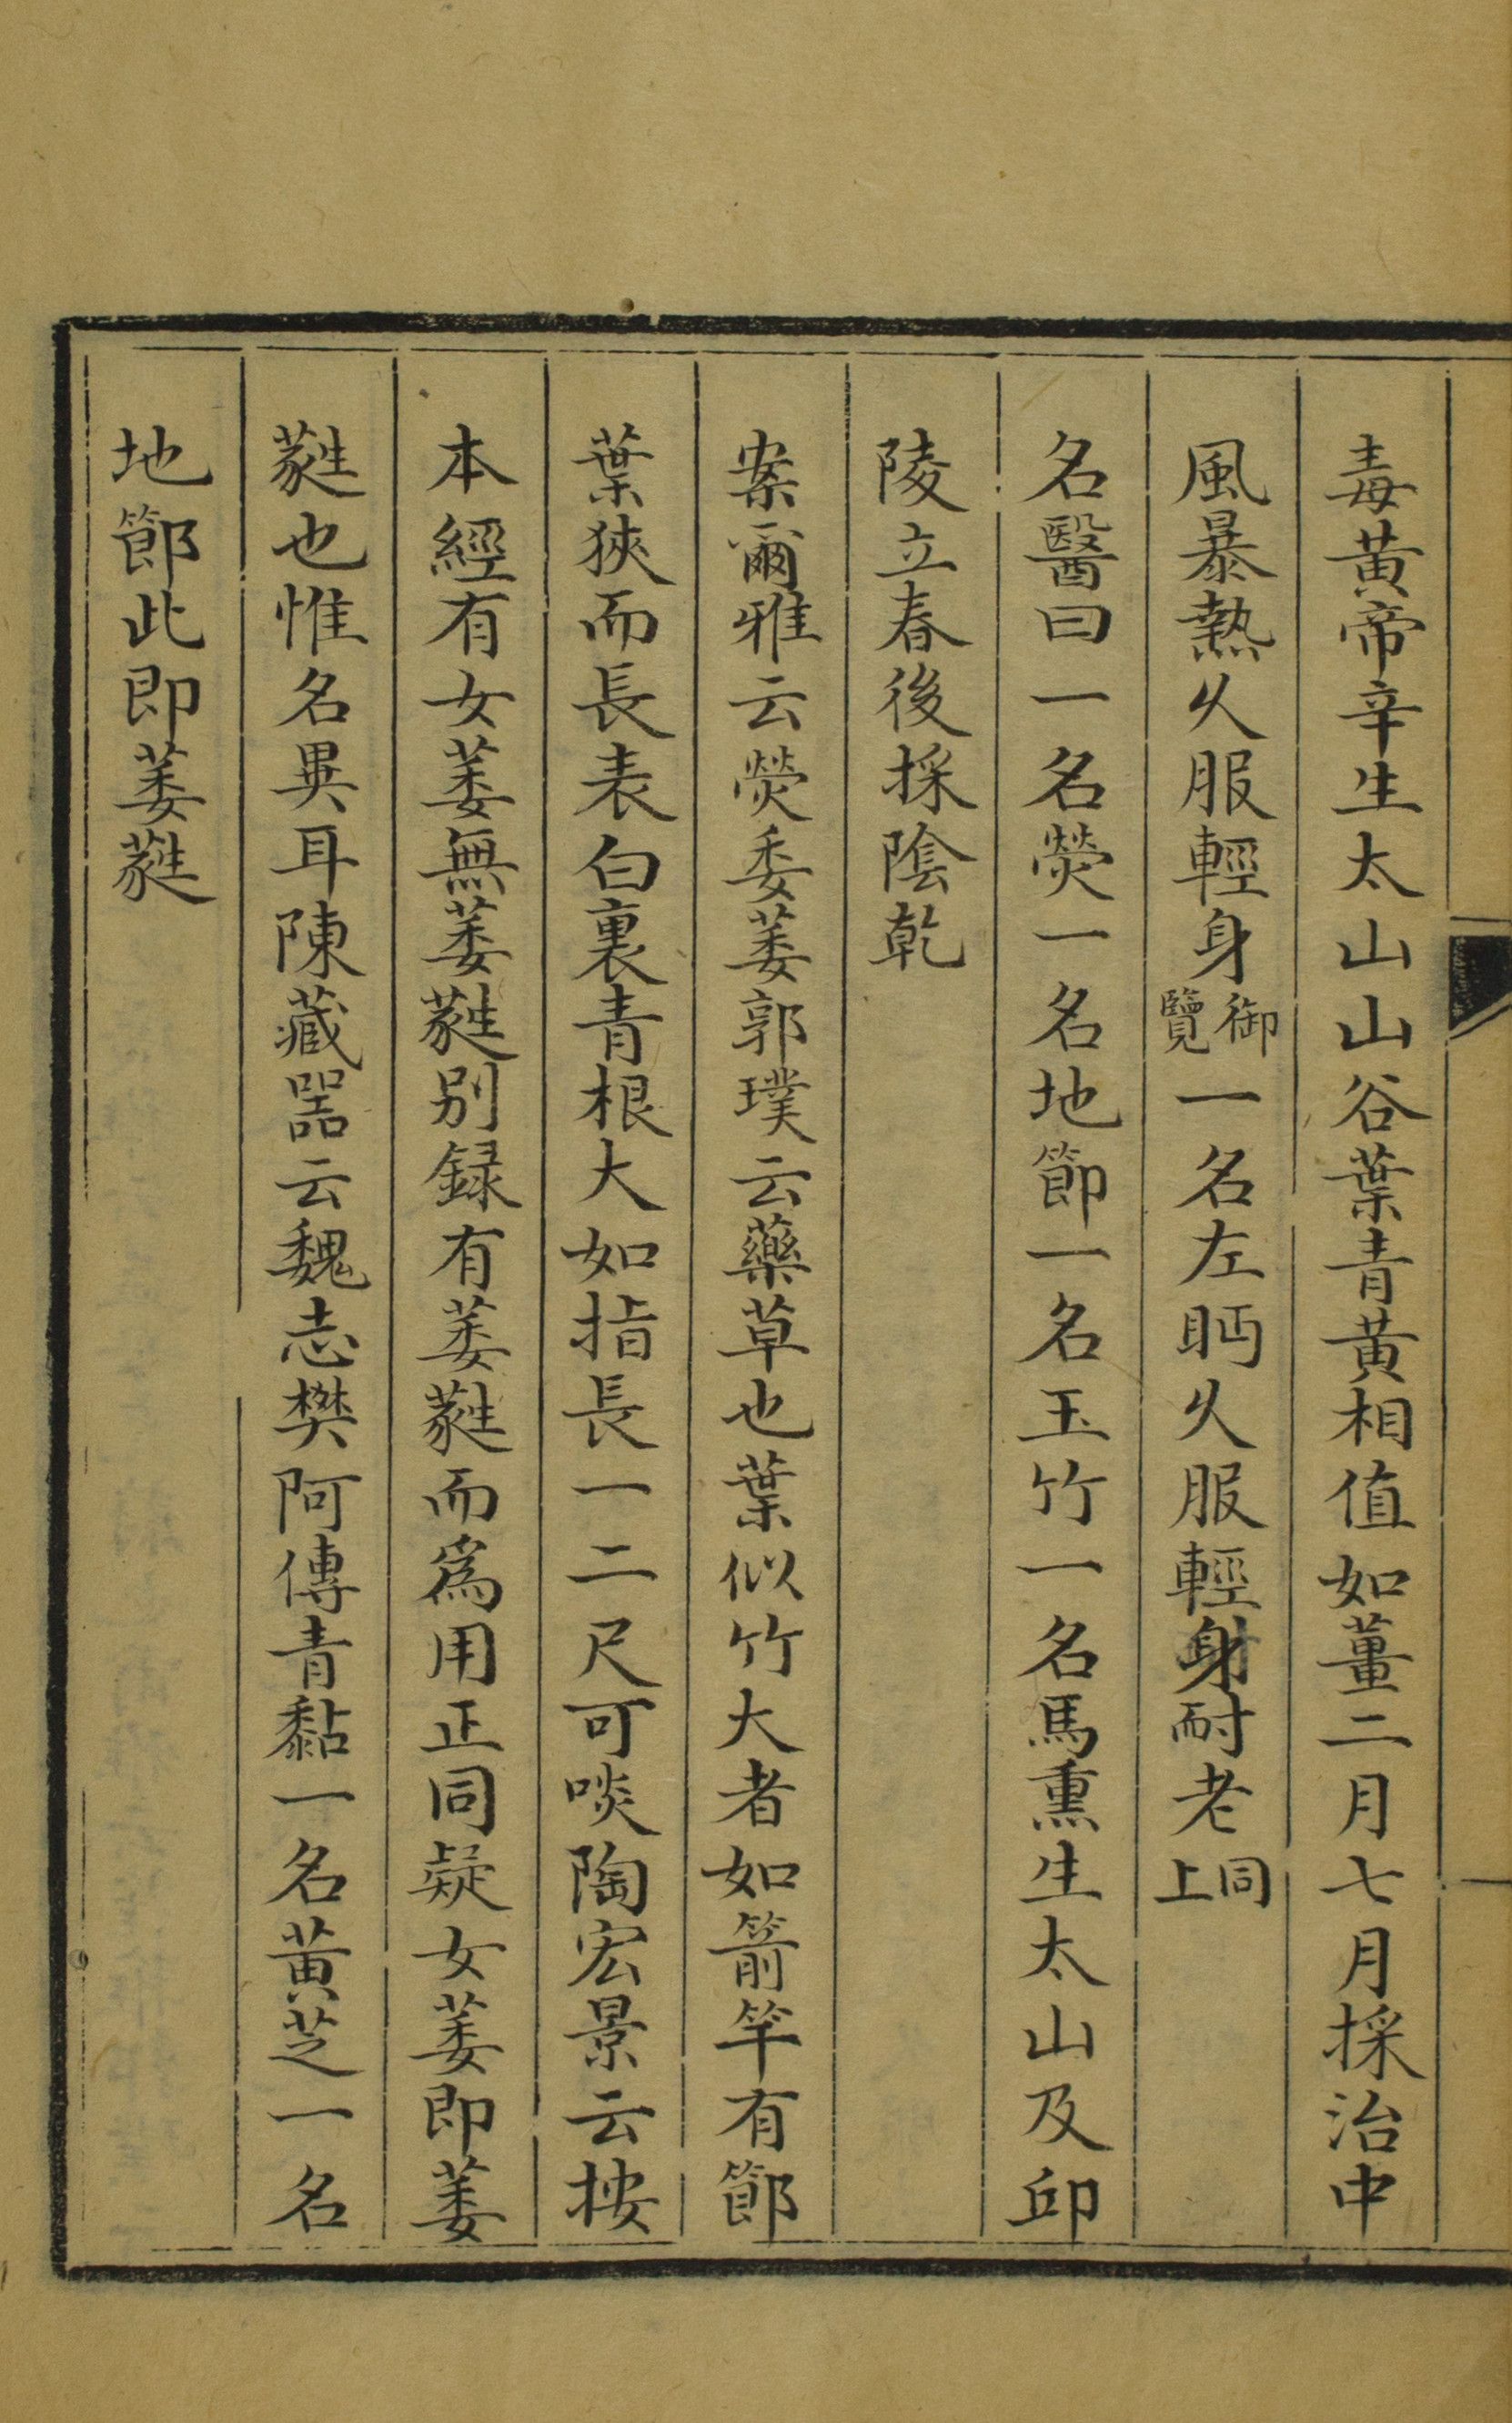 毒黃帝辛生太山山谷葉青黃相值如薑二月七月採治中
風暴熱久服輕身御覽一名左眄久服輕身耐老同上
名醫曰一名熒一名地節一名玉竹一名馬熏生太山及邱
陵立春後採陰乾
案爾雅云熒委萎郭璞云藥草也葉似竹大者如箭竿有節
葉狹而長表白裏青根大如指長一二尺可啖陶宏景云按
本經有女萎無萎蕤别録有萎蕤而為用正同疑女萎即萎
蕤也惟名異耳陳藏器云魏志樊阿傳青黏一名黃芝一名
地節此即萎蕤